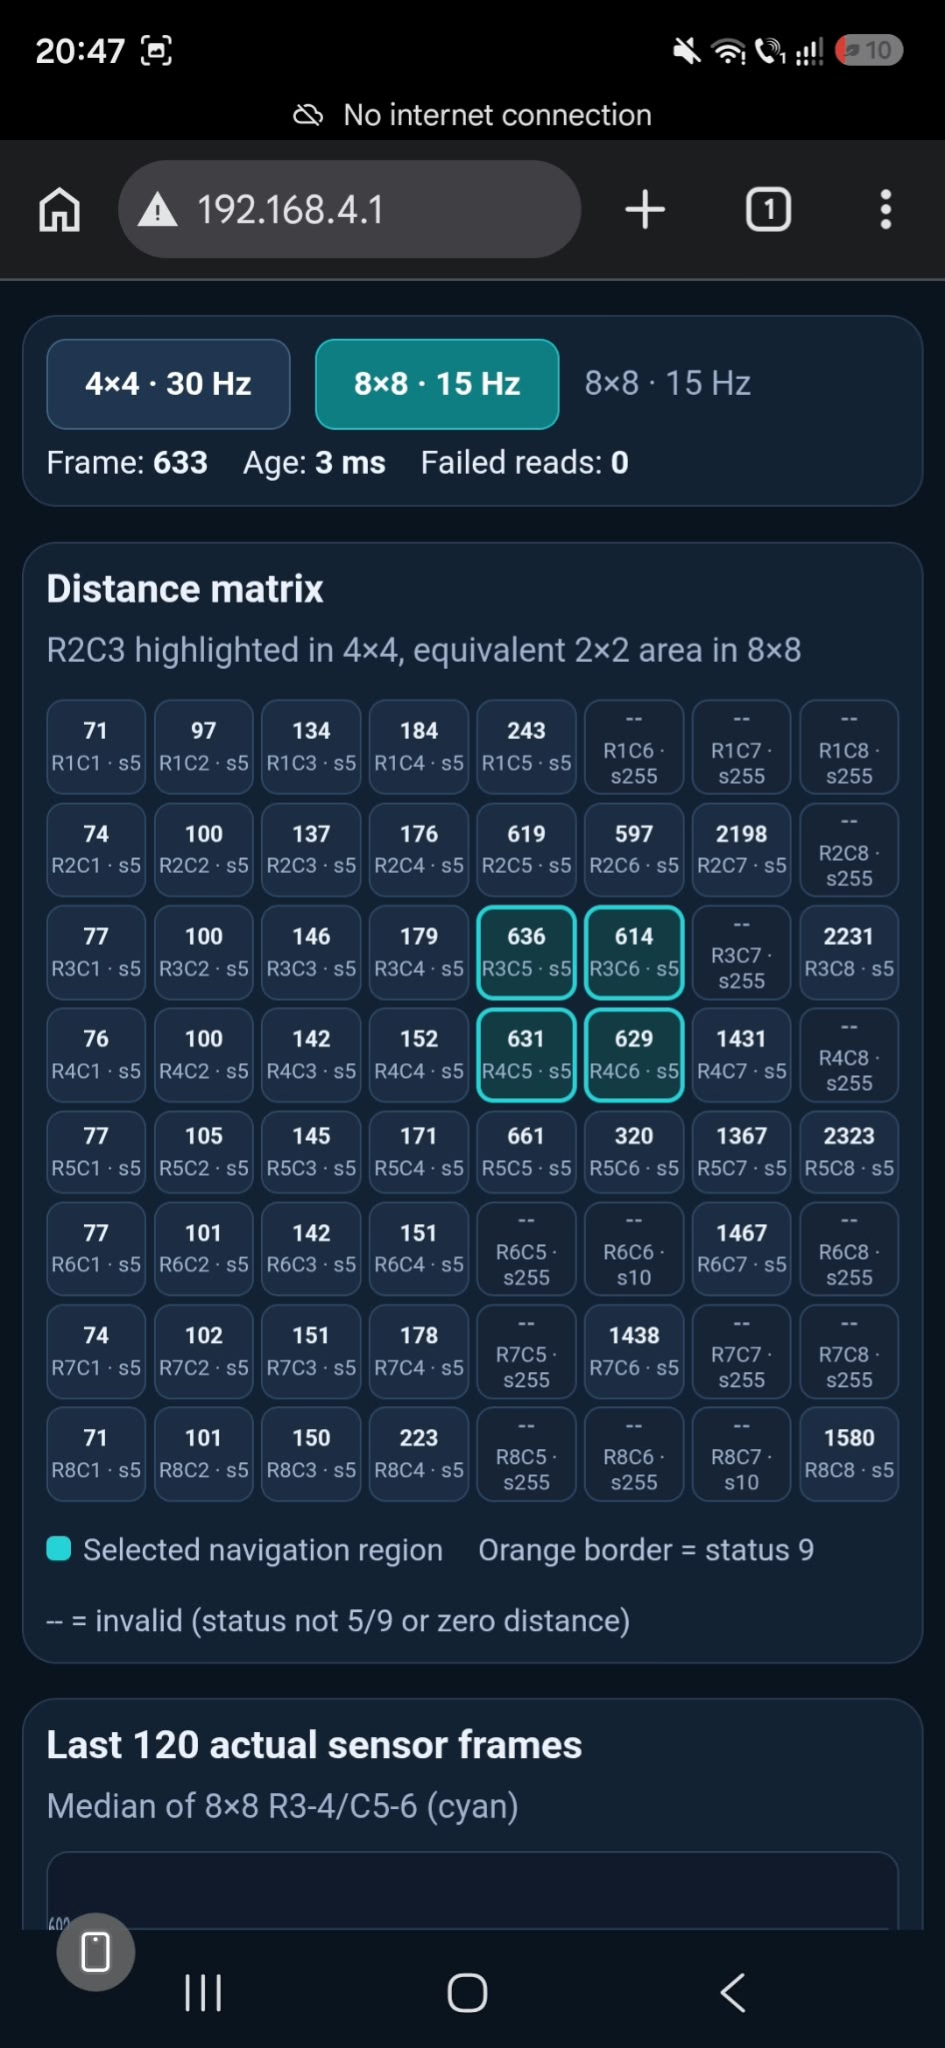 20:47
1
10
No internet connection
192.168.4.1
1
4×4 · 30 Hz 8×8 · 15 Hz 8×8 · 15 Hz
Frame: 633 Age: 3 ms Failed reads: 0
Distance matrix
R2C3 highlighted in 4×4, equivalent 2×2 area in 8×8
71 97 134 184 243 -- -- --
R1C1 · s5 R1C2 · s5 R1C3 · s5 R1C4 · s5 R1C5 · s5 R1C6 · s255 R1C7 · s255 R1C8 · s255
74 100 137 176 619 597 2198 --
R2C1 · s5 R2C2 · s5 R2C3 · s5 R2C4 · s5 R2C5 · s5 R2C6 · s5 R2C7 · s5 R2C8 · s255
77 100 146 179 636 614 -- 2231
R3C1 · s5 R3C2 · s5 R3C3 · s5 R3C4 · s5 R3C5 · s5 R3C6 · s5 R3C7 · s255 R3C8 · s5
76 100 142 152 631 629 1431 --
R4C1 · s5 R4C2 · s5 R4C3 · s5 R4C4 · s5 R4C5 · s5 R4C6 · s5 R4C7 · s5 R4C8 · s255
77 105 145 171 661 320 1367 2323
R5C1 · s5 R5C2 · s5 R5C3 · s5 R5C4 · s5 R5C5 · s5 R5C6 · s5 R5C7 · s5 R5C8 · s5
77 101 142 151 -- -- 1467 --
R6C1 · s5 R6C2 · s5 R6C3 · s5 R6C4 · s5 R6C5 · s255 R6C6 · s10 R6C7 · s5 R6C8 · s255
74 102 151 178 -- 1438 -- --
R7C1 · s5 R7C2 · s5 R7C3 · s5 R7C4 · s5 R7C5 · s255 R7C6 · s5 R7C7 · s255 R7C8 · s255
71 101 150 223 -- -- -- 1580
R8C1 · s5 R8C2 · s5 R8C3 · s5 R8C4 · s5 R8C5 · s255 R8C6 · s255 R8C7 · s10 R8C8 · s5
Selected navigation region Orange border = status 9
-- = invalid (status not 5/9 or zero distance)
Last 120 actual sensor frames
Median of 8×8 R3-4/C5-6 (cyan)